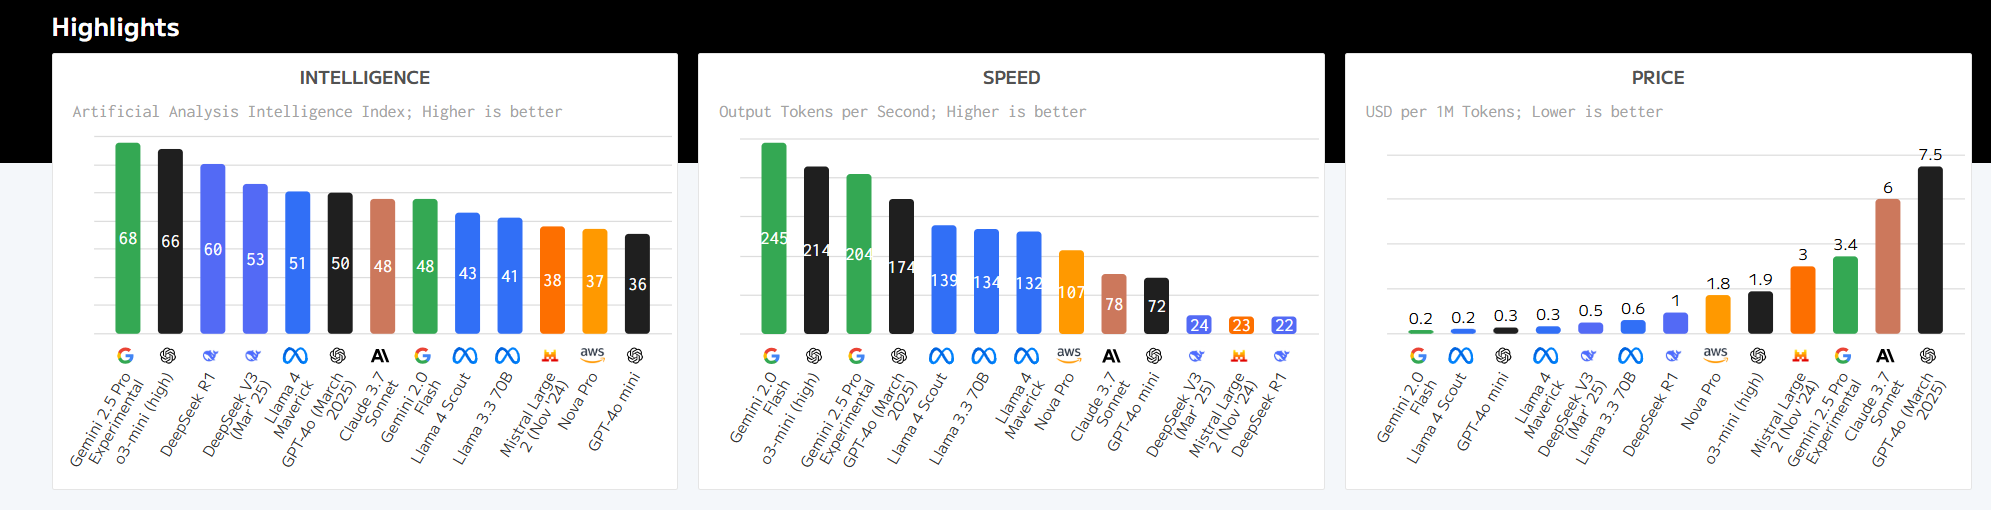 Highlights
INTELLIGENCE
Artificial Analysis Intelligence Index; Higher is better
68
66
60
53
51
50
48
48
43
41
38
37
36
aws
Gemini 2.5 Pro
Experimental
o3-mini (high)
DeepSeek R1
DeepSeek V3
(Mar' 25)
Llama 4
Maverick
GPT-4o (March
2025)
Claude 3.7
Sonnet
Gemini 2.0
Flash
Llama 4 Scout
Llama 3.3 70B
Mistral Large
2 (Nov '24)
Nova Pro
GPT-4o mini
SPEED
Output Tokens per Second; Higher is better
245
214
204
174
139
134
132
107
78
72
24
23
22
aws
Gemini 2.0
Flash
o3-mini (high)
Gemini 2.5 Pro
Experimental
GPT-4o (March
2025)
Llama 4 Scout
Llama 3.3 70B
Llama 4
Maverick
Nova Pro
Claude 3.7
Sonnet
GPT-4o mini
DeepSeek V3
(Mar' 25)
Mistral Large
2 (Nov '24)
DeepSeek R1
PRICE
USD per 1M Tokens; Lower is better
0.2
0.2
0.3
0.3
0.5
0.6
1
1.8
1.9
3
3.4
6
7.5
aws
Gemini 2.0
Flash
Llama 4 Scout
GPT-4o mini
Llama 4
Maverick
DeepSeek V3
(Mar' 25)
Llama 3.3 70B
DeepSeek R1
Nova Pro
o3-mini (high)
Mistral Large
2 (Nov '24)
Gemini 2.5 Pro
Experimental
Claude 3.7
Sonnet
GPT-4o (March
2025)